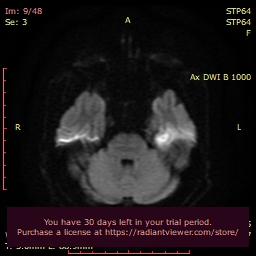 Im: 9/48
Se: 3
A
STP64
STP64
F
Ax DWI B 1000
R
L
You have 30 days left in your trial period.
Purchase a license at https://radiantviewer.com/store/